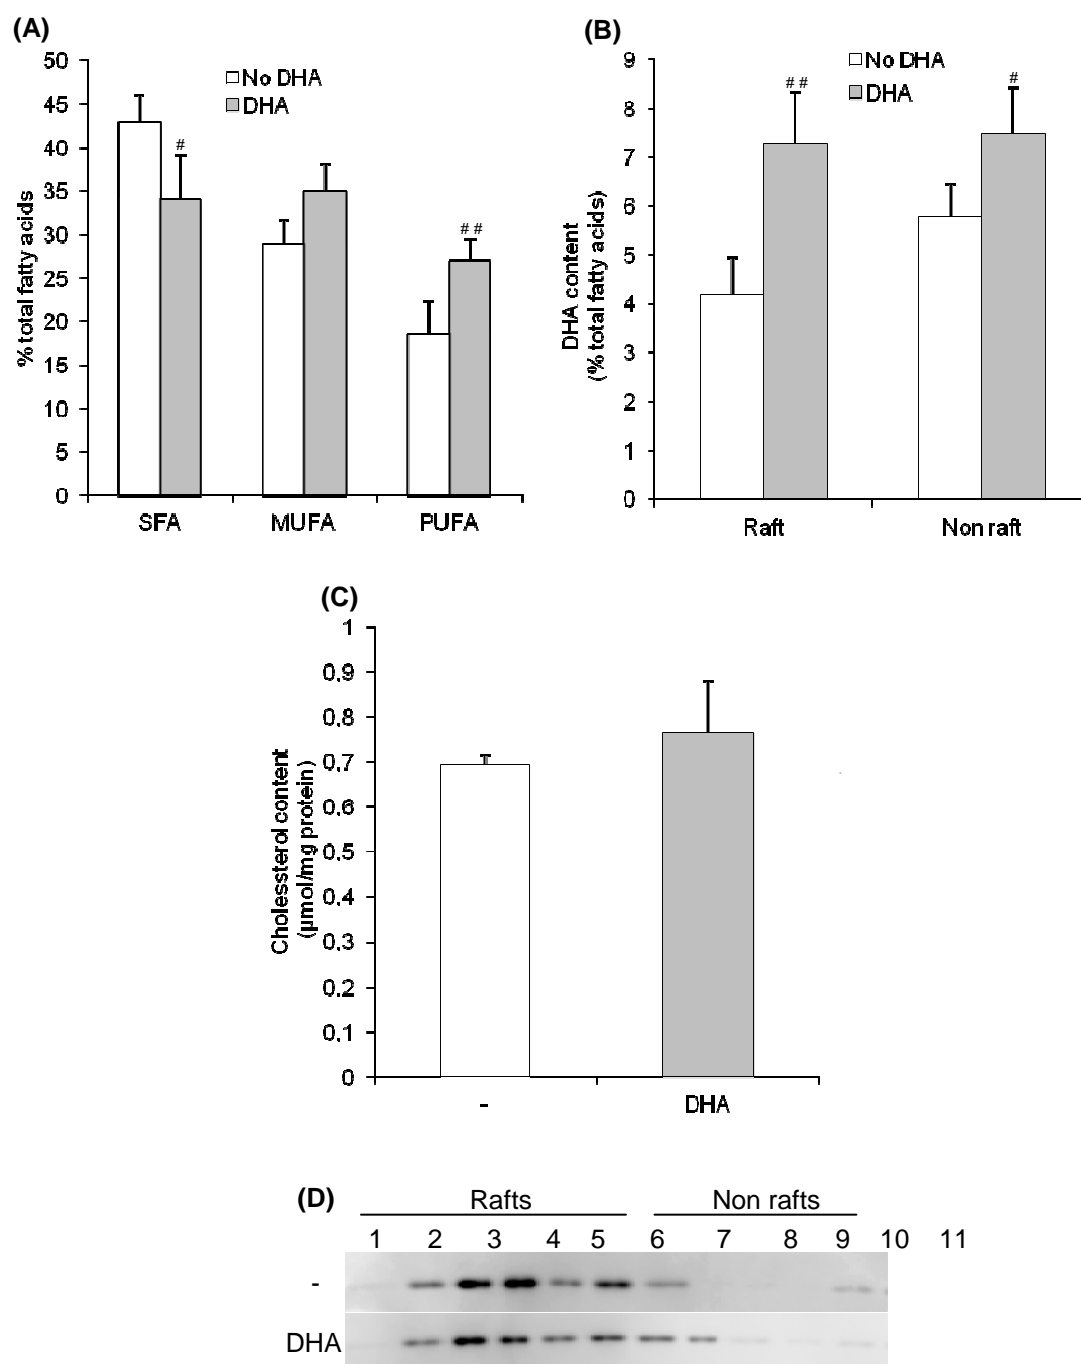 (A)
50
45
40
35
30
25
20
15
10
5
0
% total fatty acids
No DHA
DHA
#
##
SFA
MUFA
PUFA
(B)
9
8
7
6
5
4
3
2
1
0
DHA content
(% total fatty acids)
No DHA
DHA
##
#
Raft
Non raft
(C)
1
0.9
0.8
0.7
0.6
0.5
0.4
0.3
0.2
0.1
0
Cholessterol content
(µmol/mg protein)
-
DHA
(D)
Rafts
Non rafts
1 2 3 4 5 6 7 8 9 10 11
-
DHA